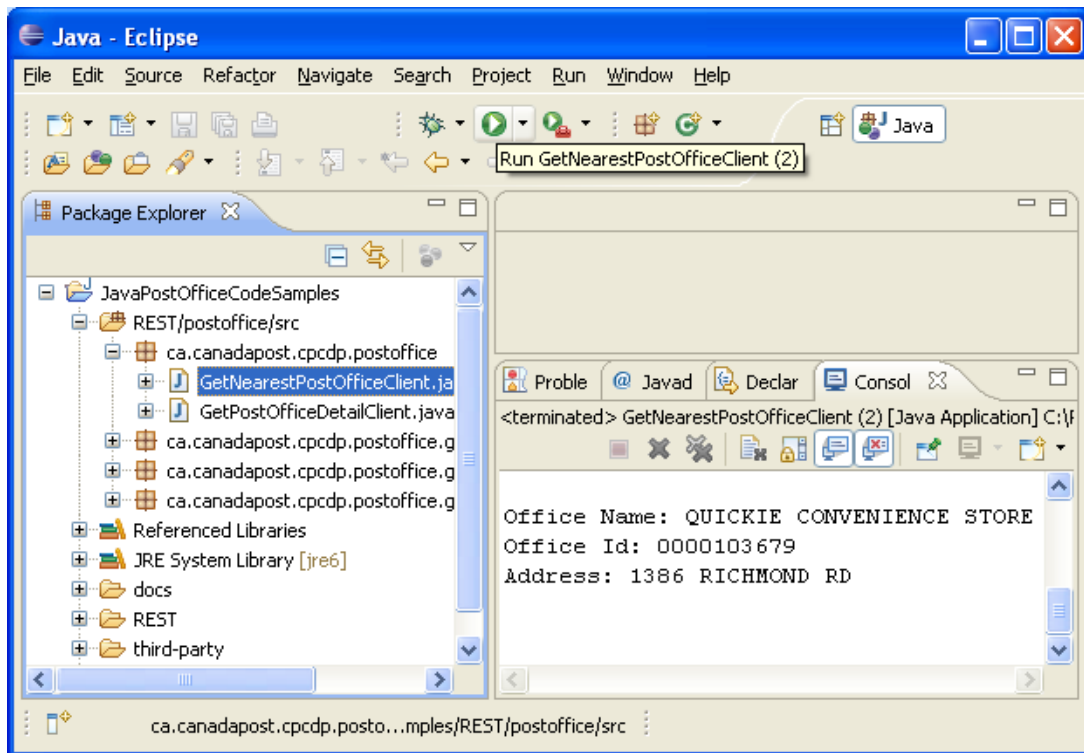 Java - Eclipse
File Edit Source Refactor Navigate Search Project Run Window Help
Java
Run GetNearestPostOfficeClient (2)
Package Explorer
JavaPostOfficeCodeSamples
REST/postoffice/src
ca.canadapost.cpcdp.postoffice
GetNearestPostOfficeClient.ja
GetPostOfficeDetailClient.java
ca.canadapost.cpcdp.postoffice.g
ca.canadapost.cpcdp.postoffice.g
ca.canadapost.cpcdp.postoffice.g
Referenced Libraries
JRE System Library [jre6]
docs
REST
third-party
Proble Javad Declar Consol
<terminated> GetNearestPostOfficeClient (2) [Java Application] C:\
Office Name: QUICKIE CONVENIENCE STORE
Office Id: 0000103679
Address: 1386 RICHMOND RD
ca.canadapost.cpcdp.posto...mples/REST/postoffice/src